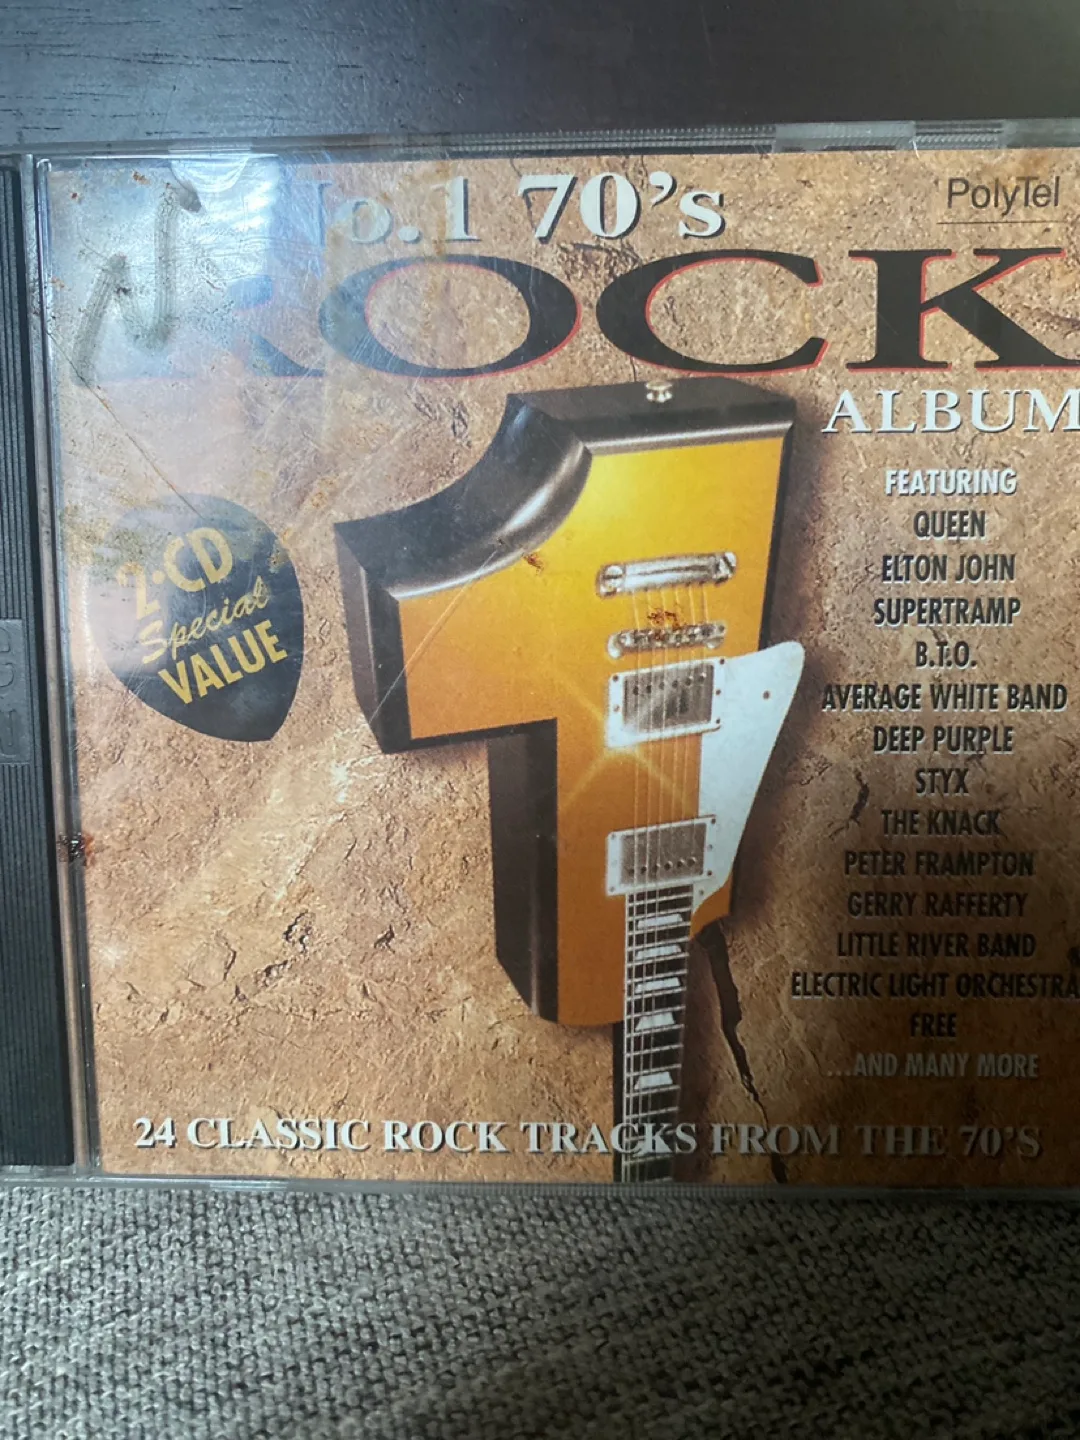 No.1 70's
PolyTel
ROCK
ALBUM
FEATURING
QUEEN
ELTON JOHN
SUPERTRAMP
B.T.O.
AVERAGE WHITE BAND
DEEP PURPLE
STYX
THE KNACK
PETER FRAMPTON
GERRY RAFFERTY
LITTLE RIVER BAND
ELECTRIC LIGHT ORCHESTRA
FREE
...AND MANY MORE
2·CD
Special
VALUE
24 CLASSIC ROCK TRACKS FROM THE 70'S